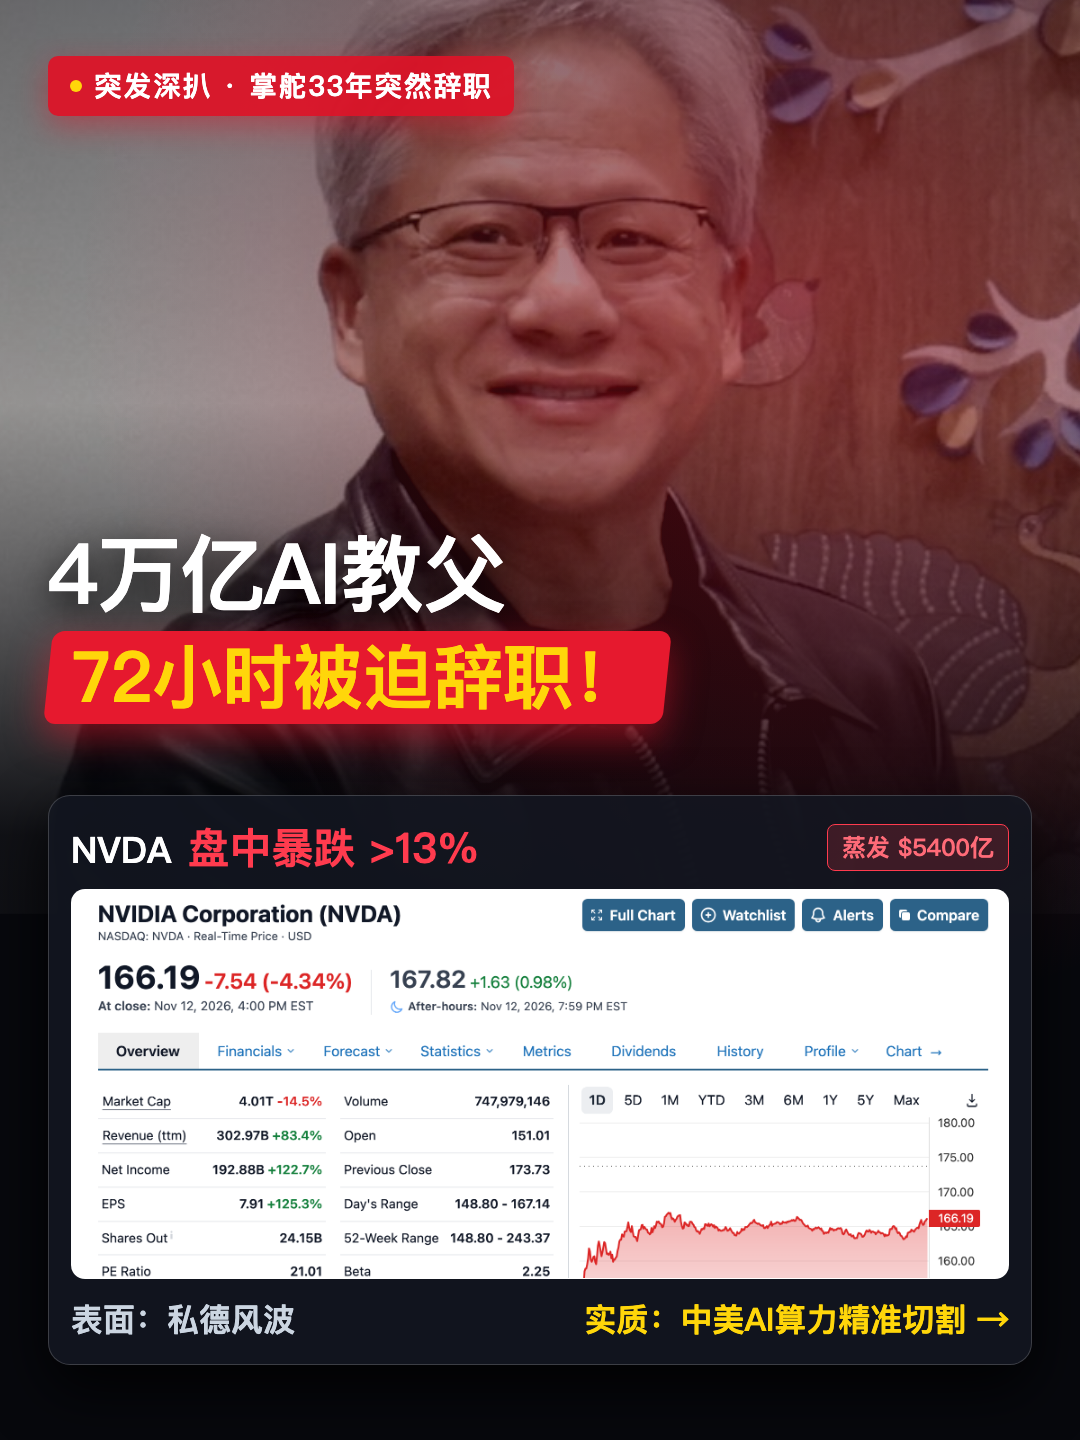 突发深扒 · 掌舵33年突然辞职
4万亿AI教父
72小时被迫辞职！
NVDA 盘中暴跌 >13%
蒸发 $5400亿
NVIDIA Corporation (NVDA)
Full Chart Watchlist Alerts Compare
NASDAQ: NVDA · Real-Time Price · USD
166.19 -7.54 (-4.34%) 167.82 +1.63 (0.98%)
At close: Nov 12, 2026, 4:00 PM EST After-hours: Nov 12, 2026, 7:59 PM EST
Overview Financials Forecast Statistics Metrics Dividends History Profile Chart →
Market Cap 4.01T -14.5%
Revenue (ttm) 302.97B +83.4%
Net Income 192.88B +122.7%
EPS 7.91 +125.3%
Shares Out 24.15B
PE Ratio 21.01
Volume 747,979,146
Open 151.01
Previous Close 173.73
Day's Range 148.80 - 167.14
52-Week Range 148.80 - 243.37
Beta 2.25
1D 5D 1M YTD 3M 6M 1Y 5Y Max
180.00
175.00
170.00
166.19
165.00
160.00
表面：私德风波
实质：中美AI算力精准切割 →